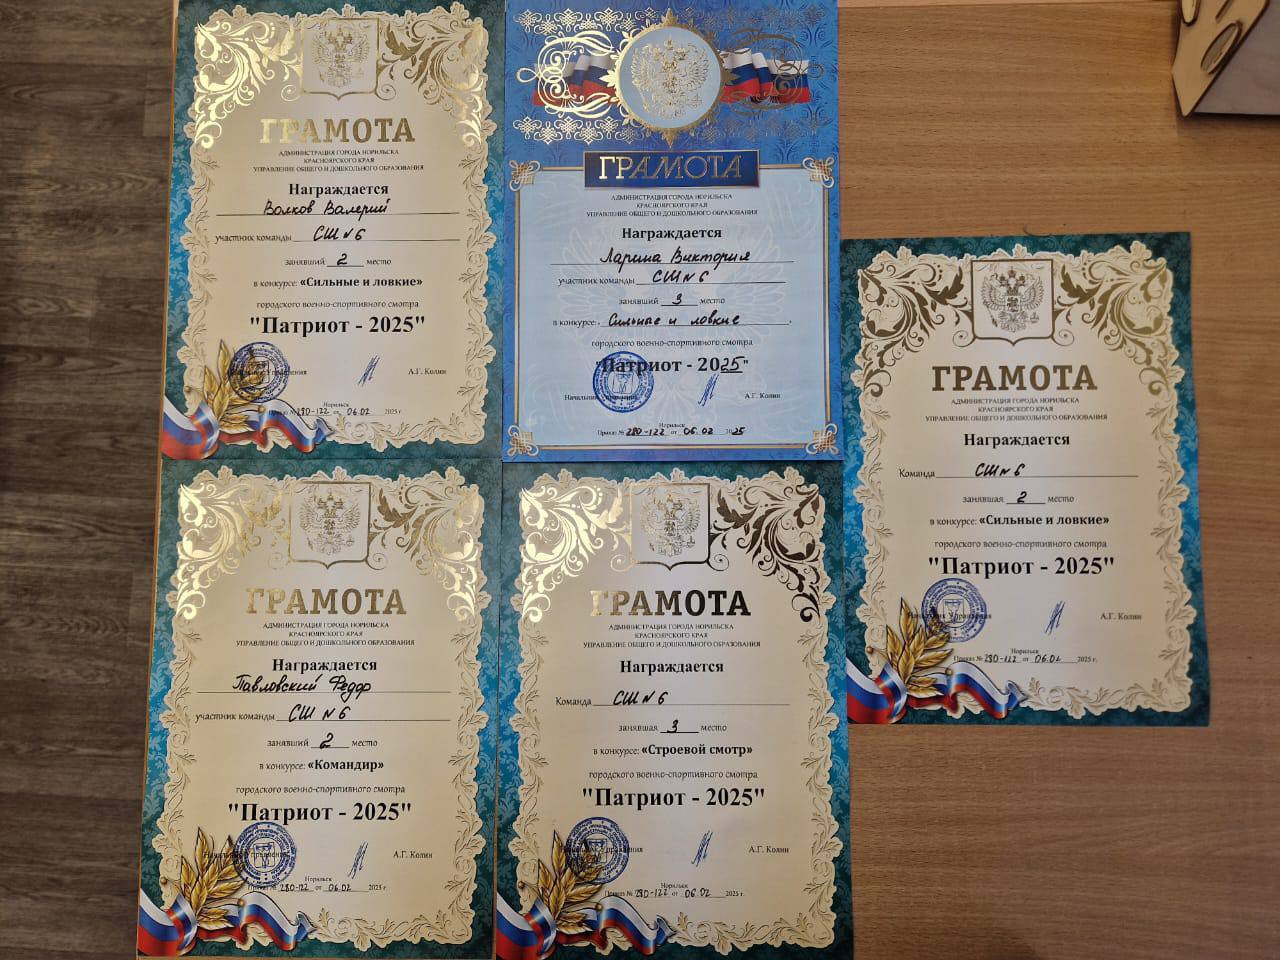 ГРАМОТА
АДМИНИСТРАЦИЯ ГОРОДА НОРИЛЬСКА
КРАСНОЯРСКОГО КРАЯ
УПРАВЛЕНИЕ ОБЩЕГО И ДОШКОЛЬНОГО ОБРАЗОВАНИЯ
Награждается
Волков Валерий
участник команды СШ №6
занявший 2 место
в конкурсе: «Сильные и ловкие»
городского военно-спортивного смотра
"Патриот - 2025"
Начальник Управления А.Г. Колин
Норильск
Приказ № 280-122 от 06.02 2025 г.
ГРАМОТА
АДМИНИСТРАЦИЯ ГОРОДА НОРИЛЬСКА
КРАСНОЯРСКОГО КРАЯ
УПРАВЛЕНИЕ ОБЩЕГО И ДОШКОЛЬНОГО ОБРАЗОВАНИЯ
Награждается
Ларина Виктория
участник команды СШ №6
занявший 3 место
в конкурсе: Сильные и ловкие
городского военно-спортивного смотра
"Патриот - 2025"
Начальник Управления А.Г. Колин
Норильск
Приказ № 280-122 от 06.02 2025
ГРАМОТА
АДМИНИСТРАЦИЯ ГОРОДА НОРИЛЬСКА
КРАСНОЯРСКОГО КРАЯ
УПРАВЛЕНИЕ ОБЩЕГО И ДОШКОЛЬНОГО ОБРАЗОВАНИЯ
Награждается
Команда СШ №6
занявшая 2 место
в конкурсе: «Сильные и ловкие»
городского военно-спортивного смотра
"Патриот - 2025"
Начальник Управления А.Г. Колин
Норильск
Приказ № 280-122 от 06.02 2025 г.
ГРАМОТА
АДМИНИСТРАЦИЯ ГОРОДА НОРИЛЬСКА
КРАСНОЯРСКОГО КРАЯ
УПРАВЛЕНИЕ ОБЩЕГО И ДОШКОЛЬНОГО ОБРАЗОВАНИЯ
Награждается
Павловский Федор
участник команды СШ №6
занявший 2 место
в конкурсе: «Командир»
городского военно-спортивного смотра
"Патриот - 2025"
Начальник Управления А.Г. Колин
Норильск
Приказ № 280-122 от 06.02 2025 г.
ГРАМОТА
АДМИНИСТРАЦИЯ ГОРОДА НОРИЛЬСКА
КРАСНОЯРСКОГО КРАЯ
УПРАВЛЕНИЕ ОБЩЕГО И ДОШКОЛЬНОГО ОБРАЗОВАНИЯ
Награждается
Команда СШ №6
занявшая 3 место
в конкурсе: «Строевой смотр»
городского военно-спортивного смотра
"Патриот - 2025"
Начальник Управления А.Г. Колин
Норильск
Приказ № 280-122 от 06.02 2025 г.